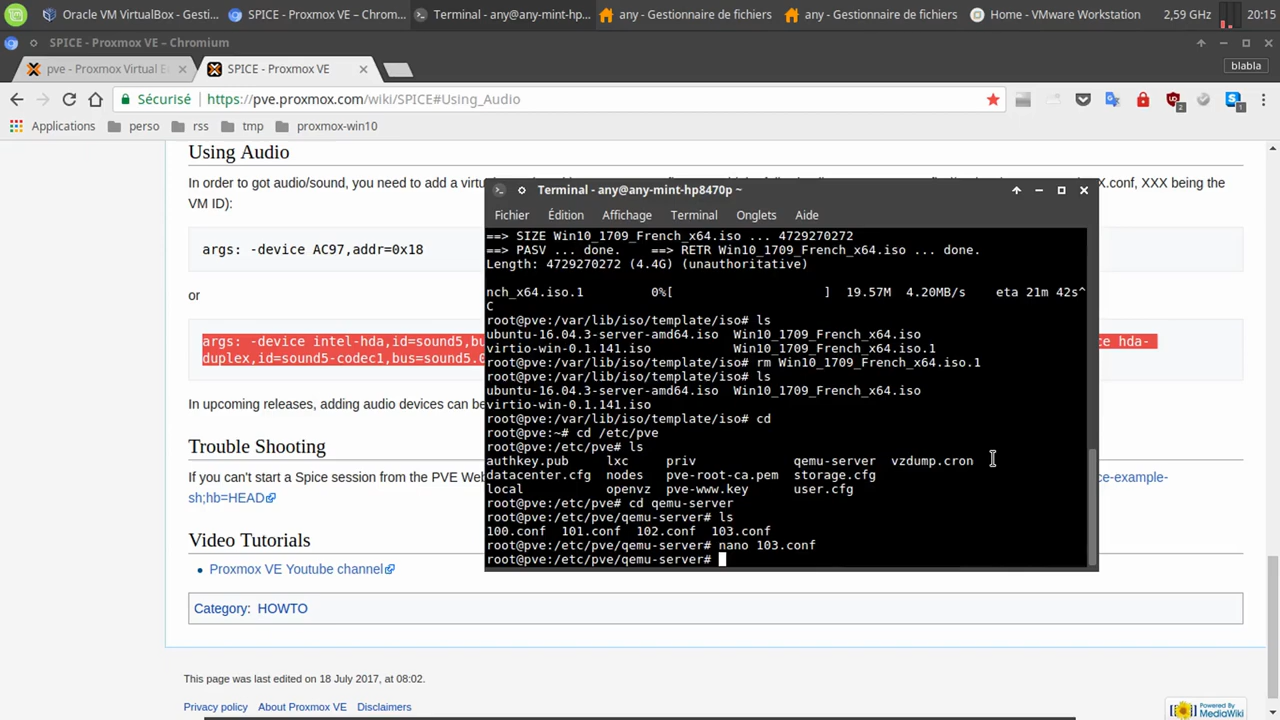 Oracle VM VirtualBox - Gesti...
SPICE - Proxmox VE – Chrom...
Terminal - any@any-mint-hp...
any - Gestionnaire de fichiers
any - Gestionnaire de fichiers
Home - VMware Workstation
2,59 GHz
20:15
SPICE - Proxmox VE – Chromium
pve - Proxmox Virtual E
SPICE - Proxmox VE
blabla
Sécurisé
https://pve.proxmox.com/wiki/SPICE#Using_Audio
2
1
Applications
perso
rss
tmp
proxmox-win10
Using Audio
In order to got audio/sound, you need to add a virtu
X.conf, XXX being the
VM ID):
args: -device AC97,addr=0x18
or
args: -device intel-hda,id=sound5,bu
ce hda-
duplex,id=sound5-codec1,bus=sound5.0
In upcoming releases, adding audio devices can be
Trouble Shooting
If you can't start a Spice session from the PVE Web
ce-example-
sh;hb=HEAD
Video Tutorials
Proxmox VE Youtube channel
Category: HOWTO
This page was last edited on 18 July 2017, at 08:02.
Privacy policy
About Proxmox VE
Disclaimers
Powered By
MediaWiki
Terminal - any@any-mint-hp8470p ~
Fichier Édition Affichage Terminal Onglets Aide
==> SIZE Win10_1709_French_x64.iso ... 4729270272
==> PASV ... done.    ==> RETR Win10_1709_French_x64.iso ... done.
Length: 4729270272 (4.4G) (unauthoritative)
nch_x64.iso.1 0%[ ] 19.57M 4.20MB/s eta 21m 42s^
C
root@pve:/var/lib/iso/template/iso# ls
ubuntu-16.04.3-server-amd64.iso Win10_1709_French_x64.iso
virtio-win-0.1.141.iso Win10_1709_French_x64.iso.1
root@pve:/var/lib/iso/template/iso# rm Win10_1709_French_x64.iso.1
root@pve:/var/lib/iso/template/iso# ls
ubuntu-16.04.3-server-amd64.iso Win10_1709_French_x64.iso
virtio-win-0.1.141.iso
root@pve:/var/lib/iso/template/iso# cd
root@pve:~# cd /etc/pve
root@pve:/etc/pve# ls
authkey.pub lxc priv qemu-server vzdump.cron
datacenter.cfg nodes pve-root-ca.pem storage.cfg
local openvz pve-www.key user.cfg
root@pve:/etc/pve# cd qemu-server
root@pve:/etc/pve/qemu-server# ls
100.conf 101.conf 102.conf 103.conf
root@pve:/etc/pve/qemu-server# nano 103.conf
root@pve:/etc/pve/qemu-server#